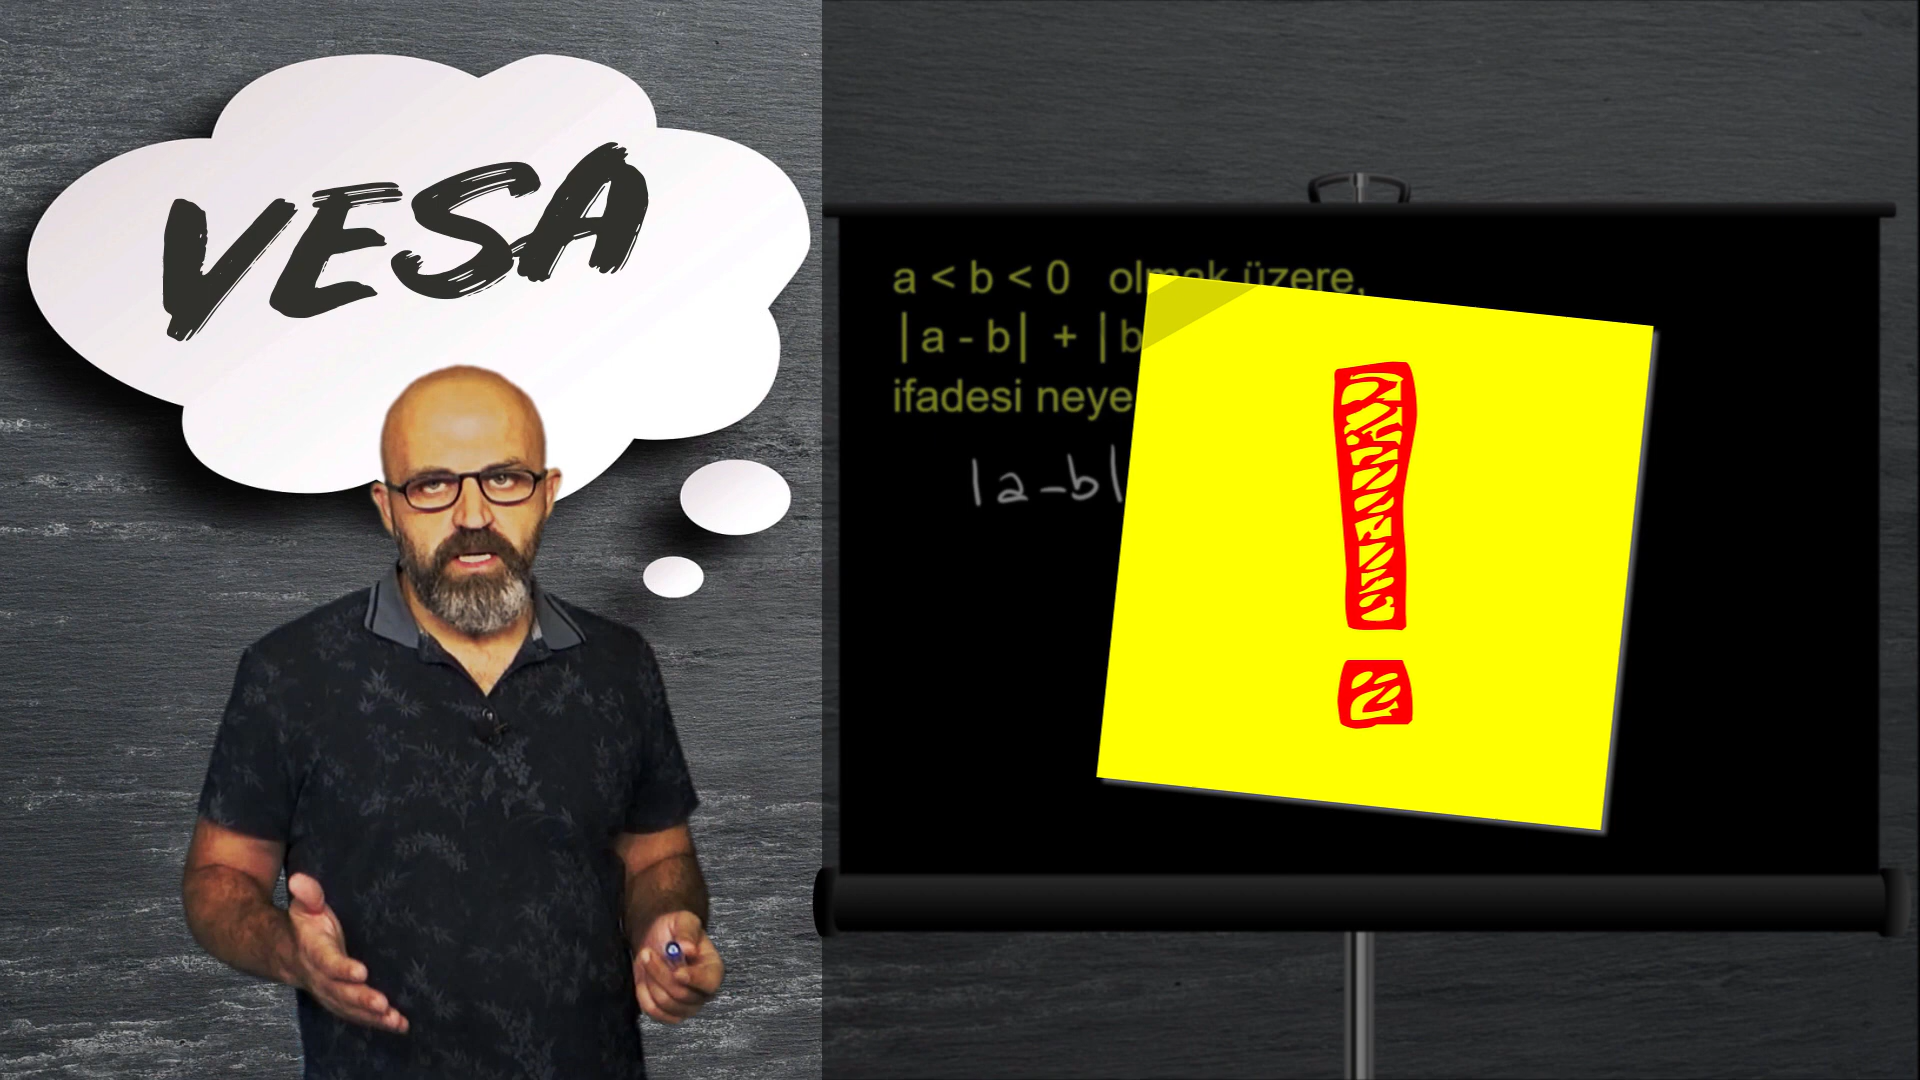 VESA
a < b < 0 olmak üzere,
|a - b| + |b
ifadesi neye
|a-b|
!